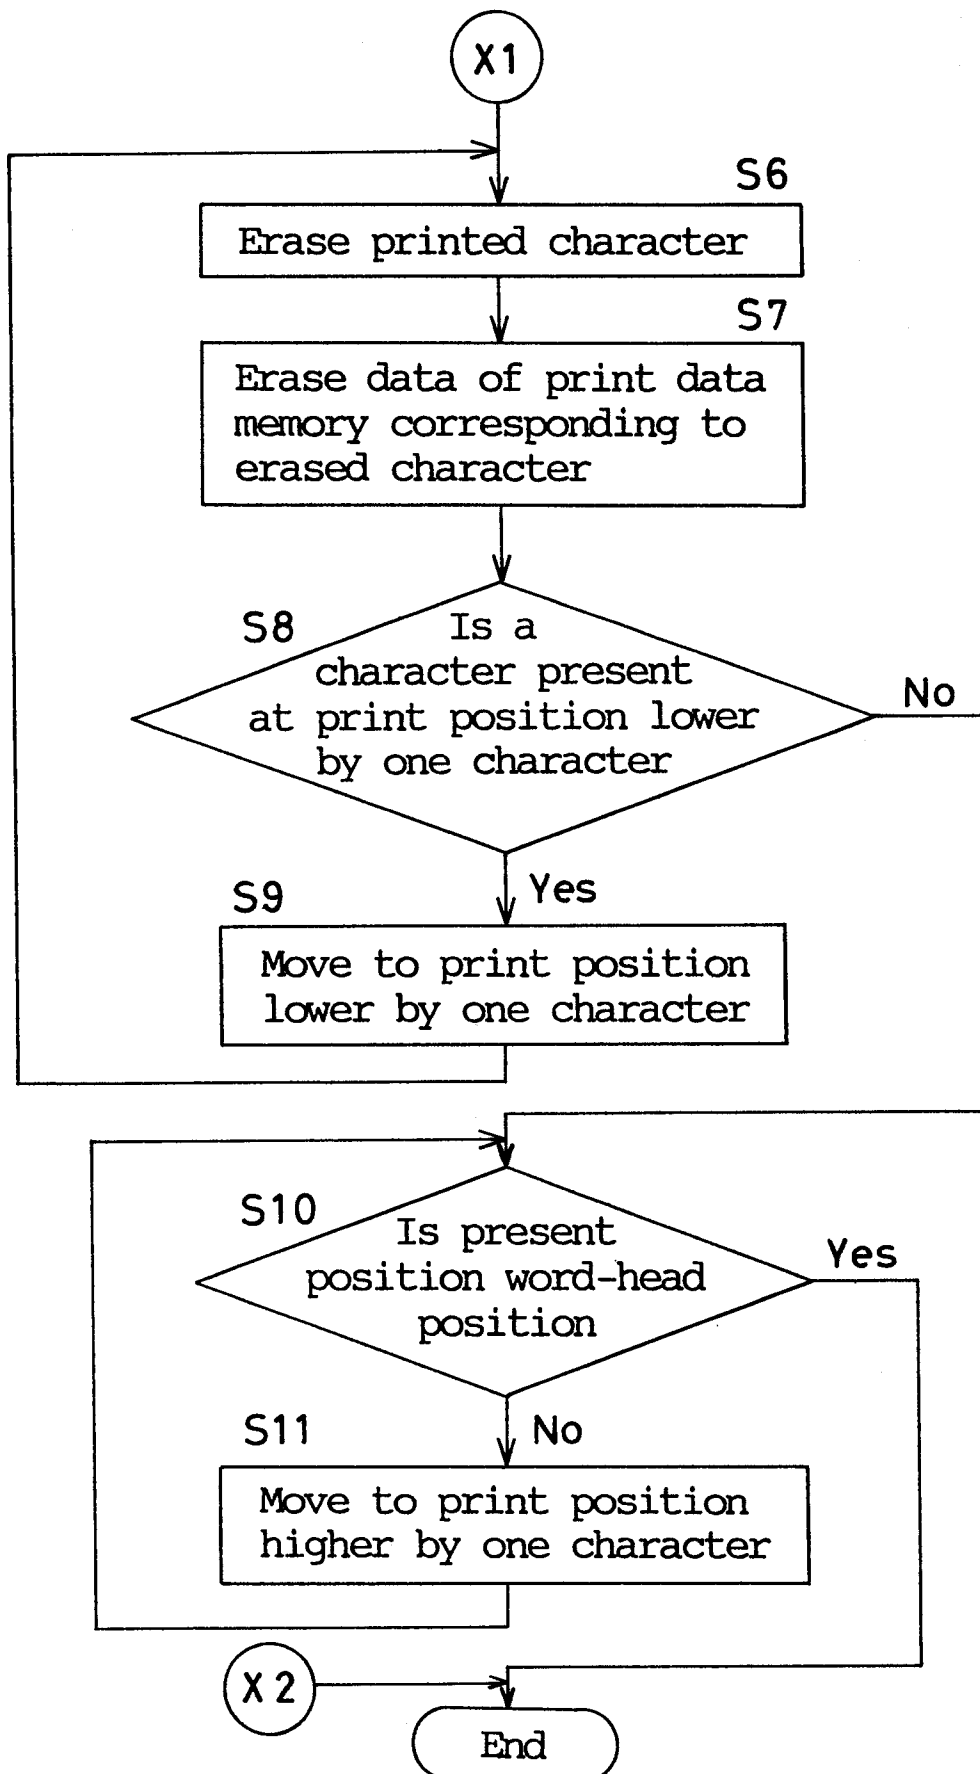 X1
S6
Erase printed character
S7
Erase data of print data
memory corresponding to
erased character
S8
Is a
character present
at print position lower
by one character
No
Yes
S9
Move to print position
lower by one character
S10
Is present
position word-head
position
Yes
No
S11
Move to print position
higher by one character
X2
End